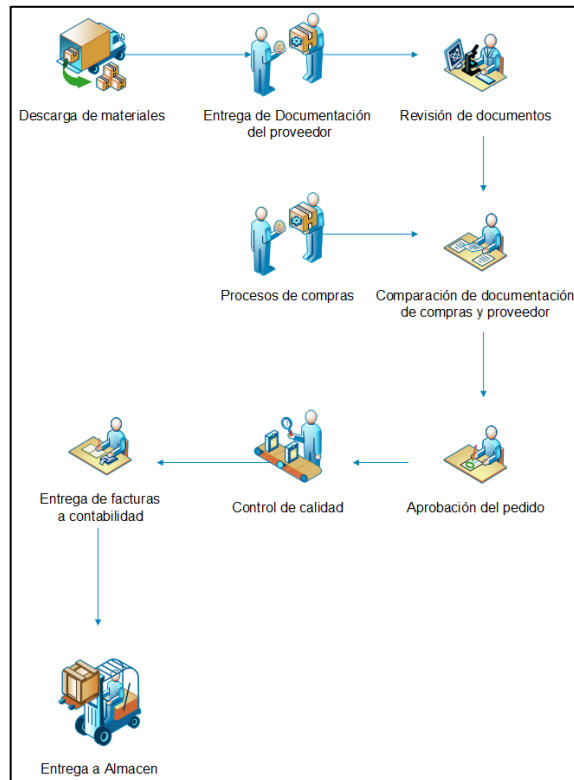 Descarga de materiales
Entrega de Documentación
del proveedor
Revisión de documentos
Procesos de compras
Comparación de documentación
de compras y proveedor
Entrega de facturas
a contabilidad
Control de calidad
Aprobación del pedido
Entrega a Almacen